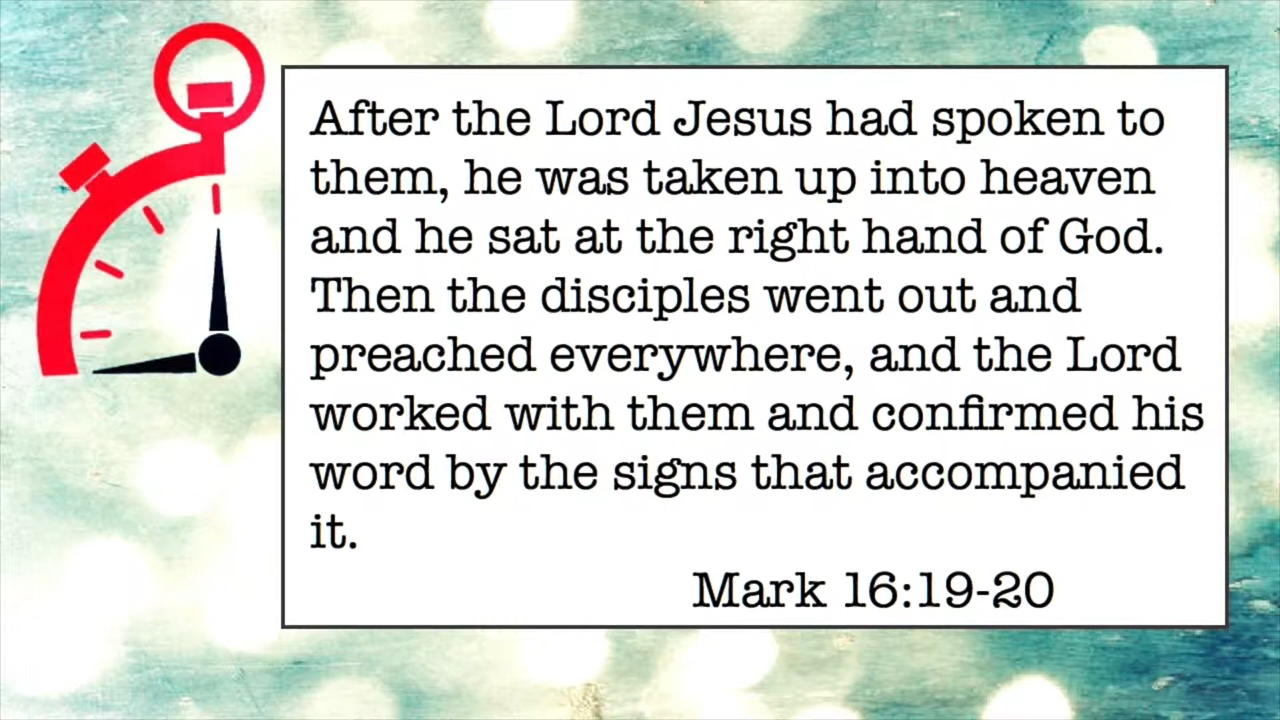 After the Lord Jesus had spoken to
them, he was taken up into heaven
and he sat at the right hand of God.
Then the disciples went out and
preached everywhere, and the Lord
worked with them and confirmed his
word by the signs that accompanied
it.
Mark 16:19-20